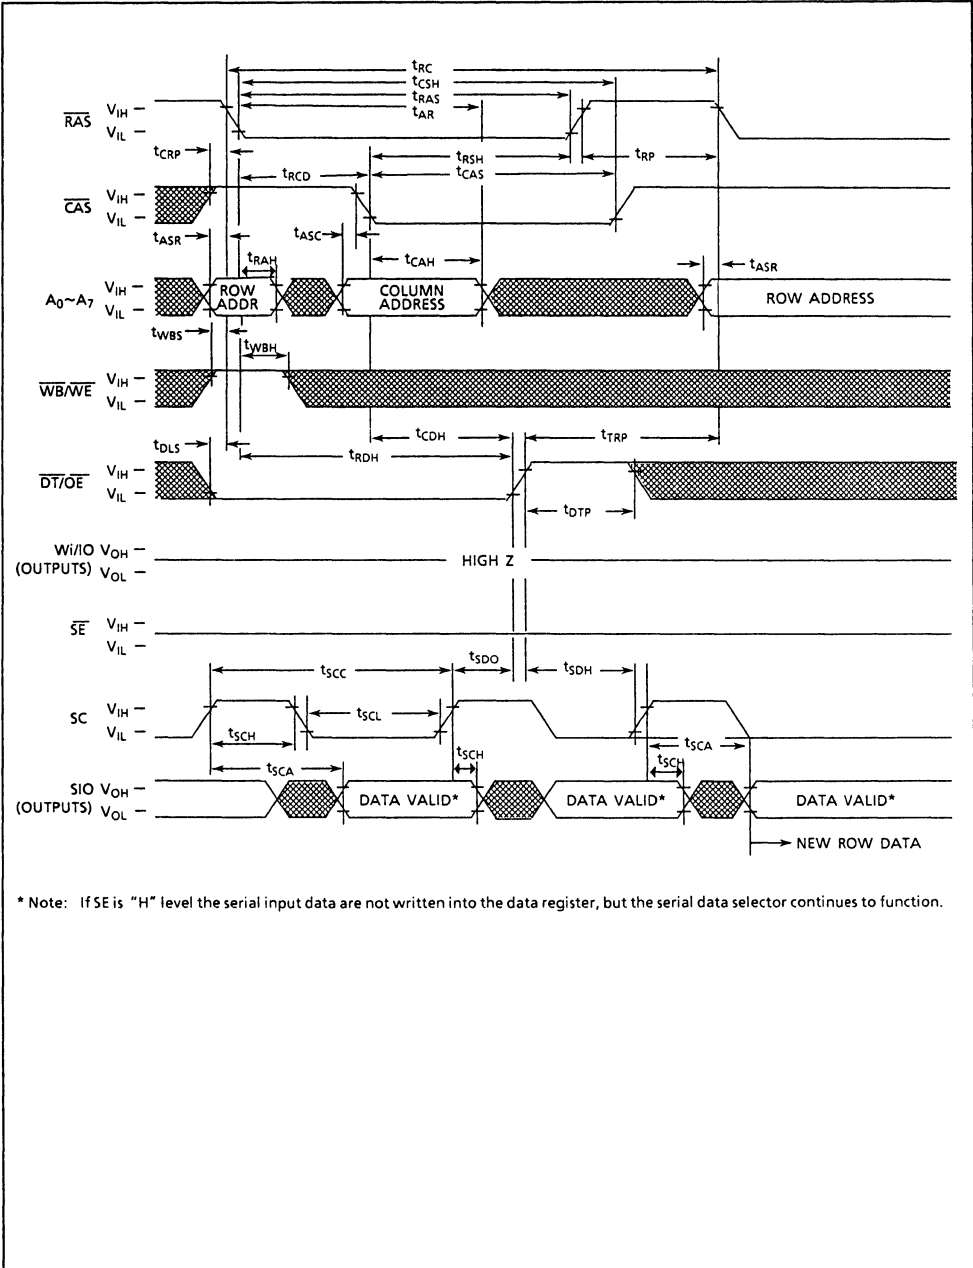 tRC
tCSH
tRAS
tAR
RAS VIH
VIL
tCRP
tRSH
tRP
tRCD
tCAS
CAS VIH
VIL
tASR
tASC
tRAH
tCAH
tASR
A0~A7 VIH
VIL
ROW ADDR
COLUMN ADDRESS
ROW ADDRESS
tWBS
tWBH
WB/WE VIH
VIL
tCDH
tTRP
tDLS
tRDH
DT/OE VIH
VIL
tDTP
Wi/IO VOH
(OUTPUTS) VOL
HIGH Z
SE VIH
VIL
tSCC
tSDO
tSDH
SC VIH
VIL
tSCL
tSCH
tSCA
tSCH
tSCA
tSCH
SIO VOH
(OUTPUTS) VOL
DATA VALID*
DATA VALID*
DATA VALID*
NEW ROW DATA
* Note: If SE is "H" level the serial input data are not written into the data register, but the serial data selector continues to function.